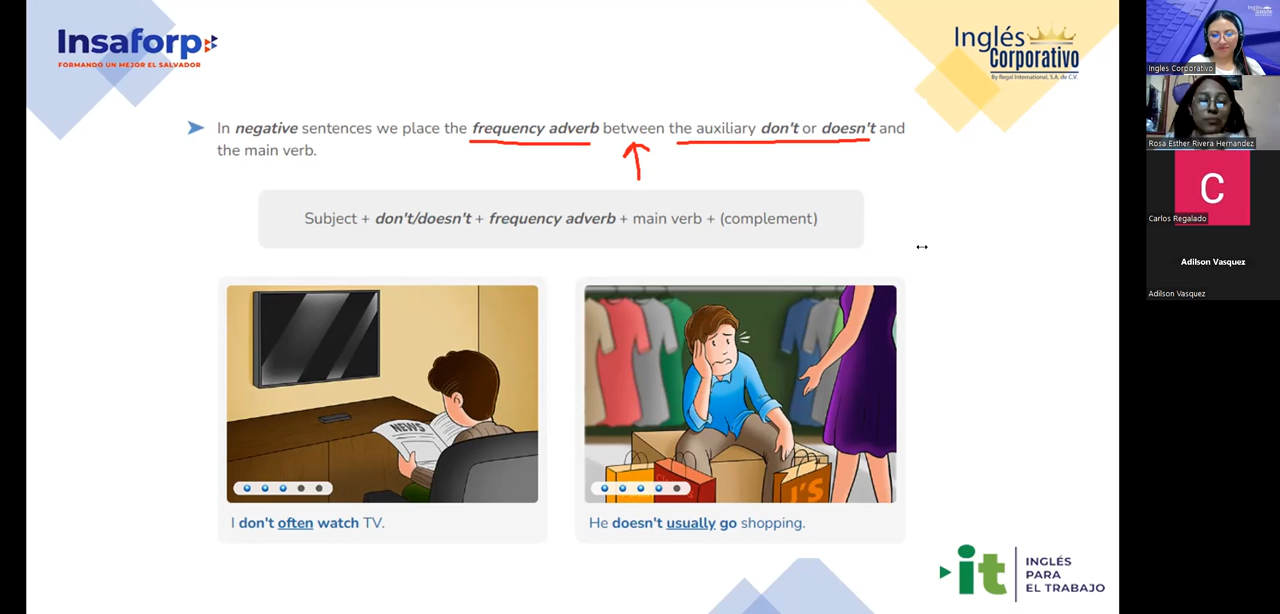 Insaforp
FORMANDO UN MEJOR EL SALVADOR
Inglés
Corporativo
By Regal International, S.A. de C.V.
In negative sentences we place the frequency adverb between the auxiliary don't or doesn't and
the main verb.
Subject + don't/doesn't + frequency adverb + main verb + (complement)
NEWS
I don't often watch TV.
J'S
He doesn't usually go shopping.
it
INGLÉS
PARA
EL TRABAJO
Ingles Corporativo
Rosa Esther Rivera Hernandez
C
Carlos Regalado
Adilson Vasquez
Adilson Vasquez